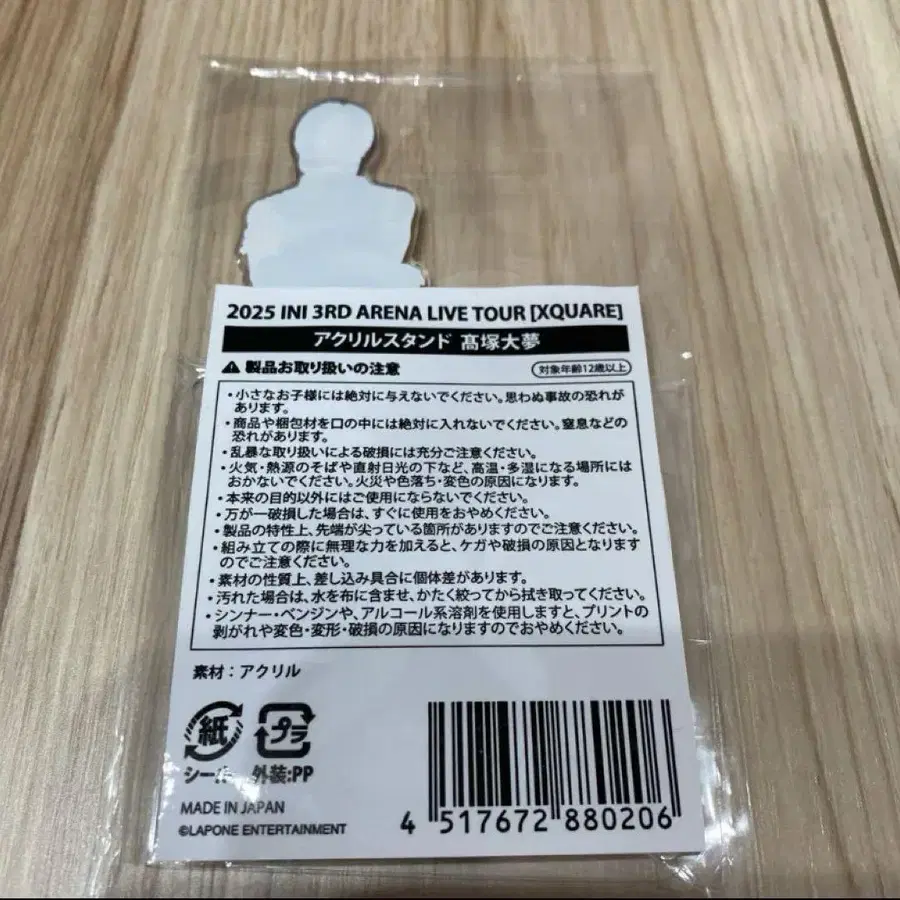 2025 INI 3RD ARENA LIVE TOUR [XQUARE]
アクリルスタンド 髙塚大夢
製品お取り扱いの注意
対象年齢12歳以上
・小さなお子様には絶対に与えないでください。思わぬ事故の恐れが
あります。
・商品や梱包材を口の中には絶対に入れないでください。窒息などの
恐れがあります。
・乱暴な取り扱いによる破損には充分ご注意ください。
・火気・熱源のそばや直射日光の下など、高温・多湿になる場所には
おかないでください。火災や色落ち・変色の原因になります。
・本来の目的以外にはご使用にならないでください。
・万が一破損した場合は、すぐに使用をおやめください。
・製品の特性上、先端が尖っている箇所がありますのでご注意ください。
・組み立ての際に無理な力を加えると、ケガや破損の原因となります
のでご注意ください。
・素材の性質上、差し込み具合に個体差があります。
・汚れた場合は、水を布に含ませ、かたく絞ってから拭き取ってください。
・シンナー・ベンジンや、アルコール系溶剤を使用しますと、プリントの
剥がれや変色・変形・破損の原因になりますのでおやめください。
素材：アクリル
紙 プラ
シール 外装:PP
MADE IN JAPAN
©LAPONE ENTERTAINMENT
4 517672 880206